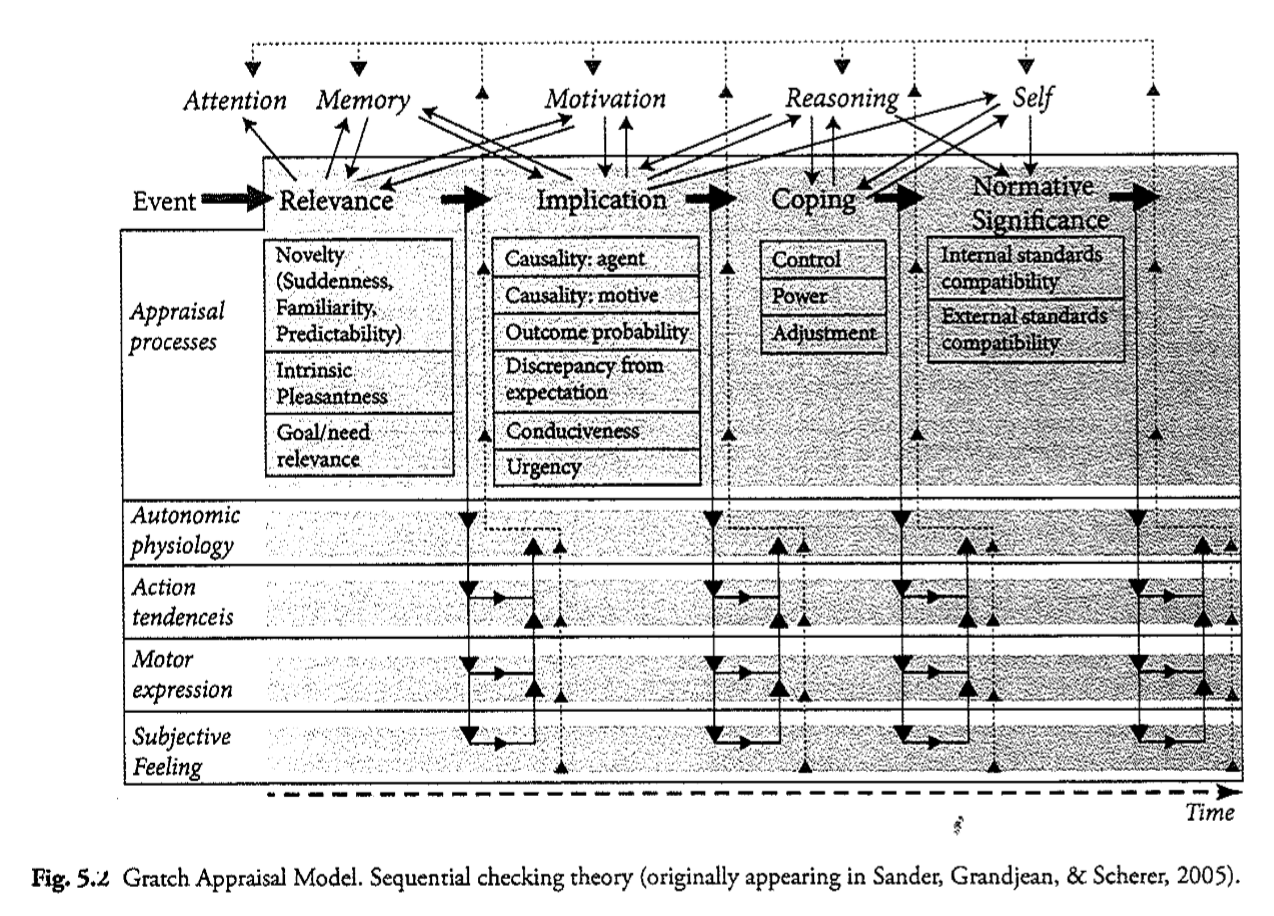 Attention Memory Motivation Reasoning Self
Event Relevance Implication Coping Normative
Significance
Appraisal
processes
Novelty
(Suddenness,
Familiarity,
Predictability)
Intrinsic
Pleasantness
Goal/need
relevance
Causality: agent
Causality: motive
Outcome probability
Discrepancy from
expectation
Conduciveness
Urgency
Control
Power
Adjustment
Internal standards
compatibility
External standards
compatibility
Autonomic
physiology
Action
tendenceis
Motor
expression
Subjective
Feeling
Time
Fig. 5.2 Gratch Appraisal Model. Sequential checking theory (originally appearing in Sander, Grandjean, & Scherer, 2005).